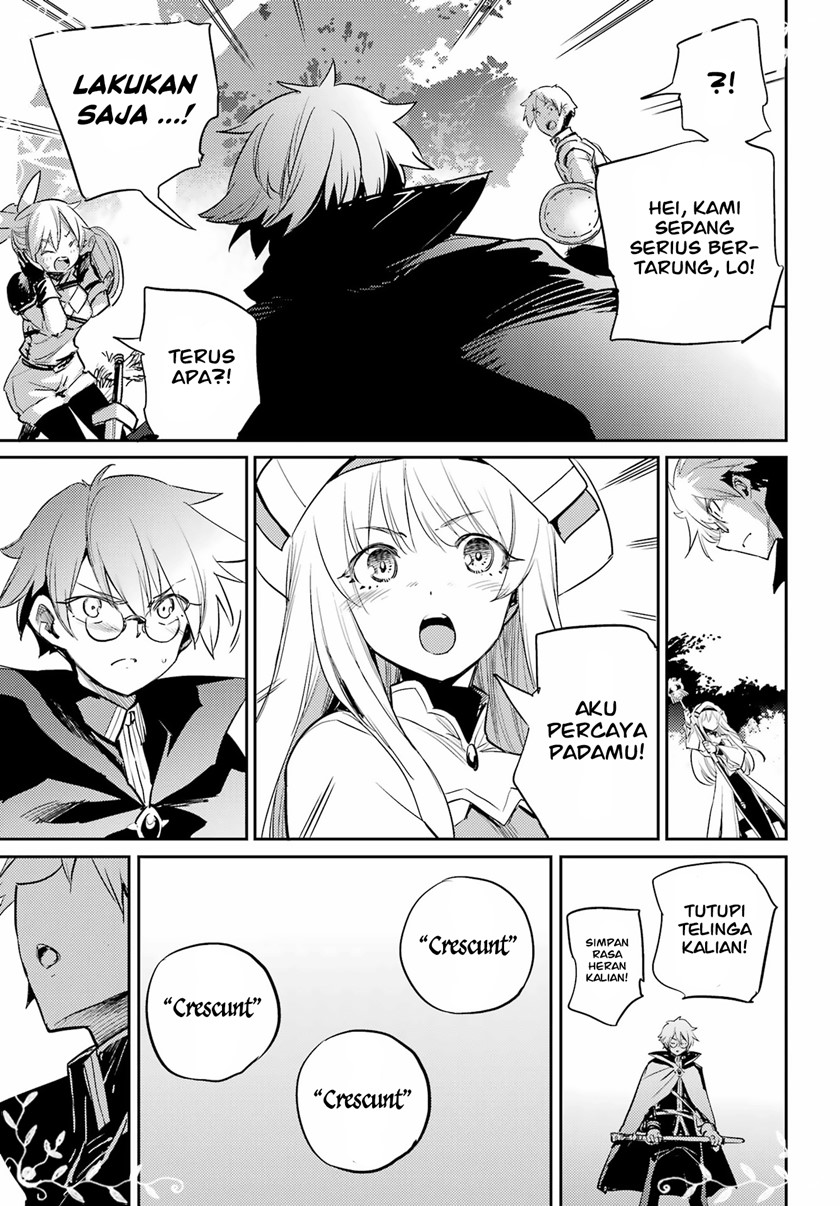 ?!
HEI, KAMI
SEDANG
SERIUS BER-
TARUNG, LO!
LAKUKAN
SAJA ...!
TERUS
APA?!
AKU
PERCAYA
PADAMU!
TUTUPI
TELINGA
KALIAN!
SIMPAN
RASA
HERAN
KALIAN!
"Crescunt"
"Crescunt"
"Crescunt"